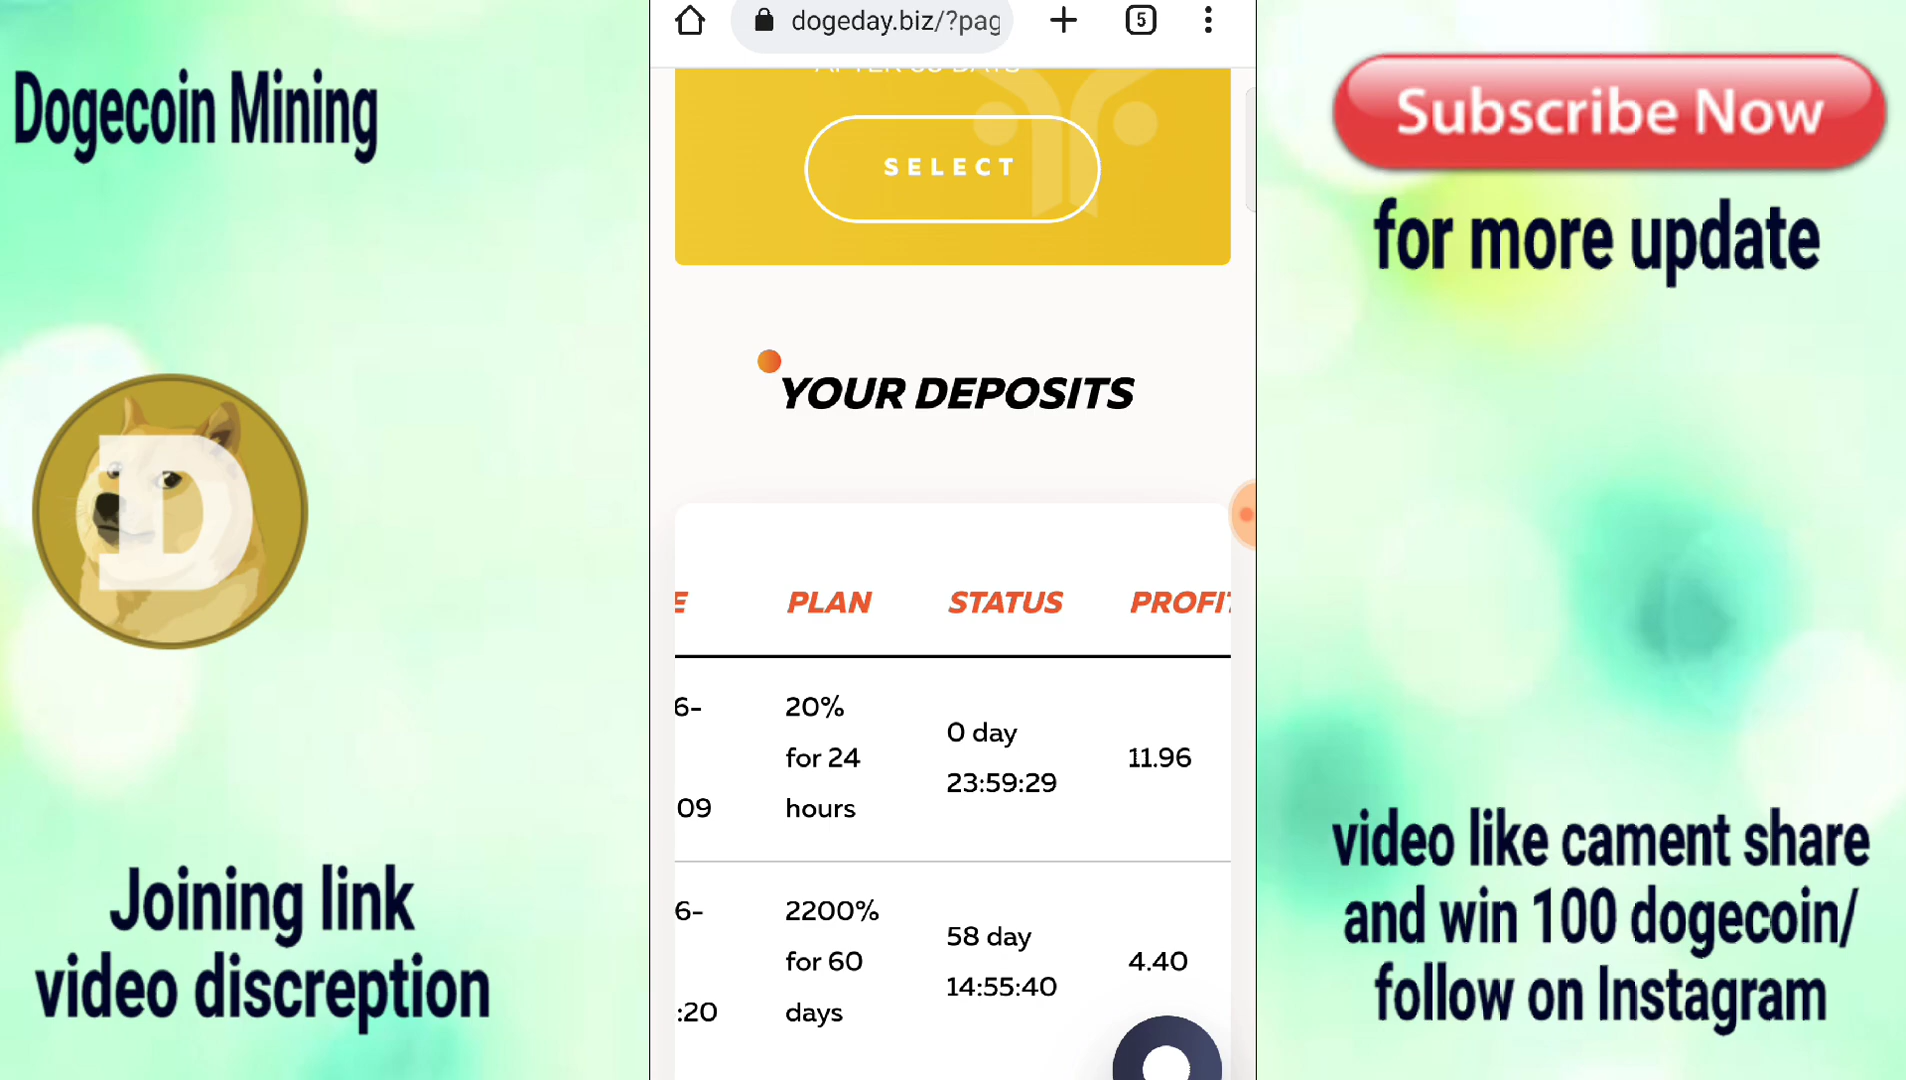 Dogecoin Mining
D
Joining link
video discreption
dogeday.biz/?pag
5
SELECT
YOUR DEPOSITS
E
PLAN
STATUS
PROFIT
6-
09
20%
for 24
hours
0 day
23:59:29
11.96
6-
:20
2200%
for 60
days
58 day
14:55:40
4.40
Subscribe Now
for more update
video like cament share
and win 100 dogecoin/
follow on Instagram